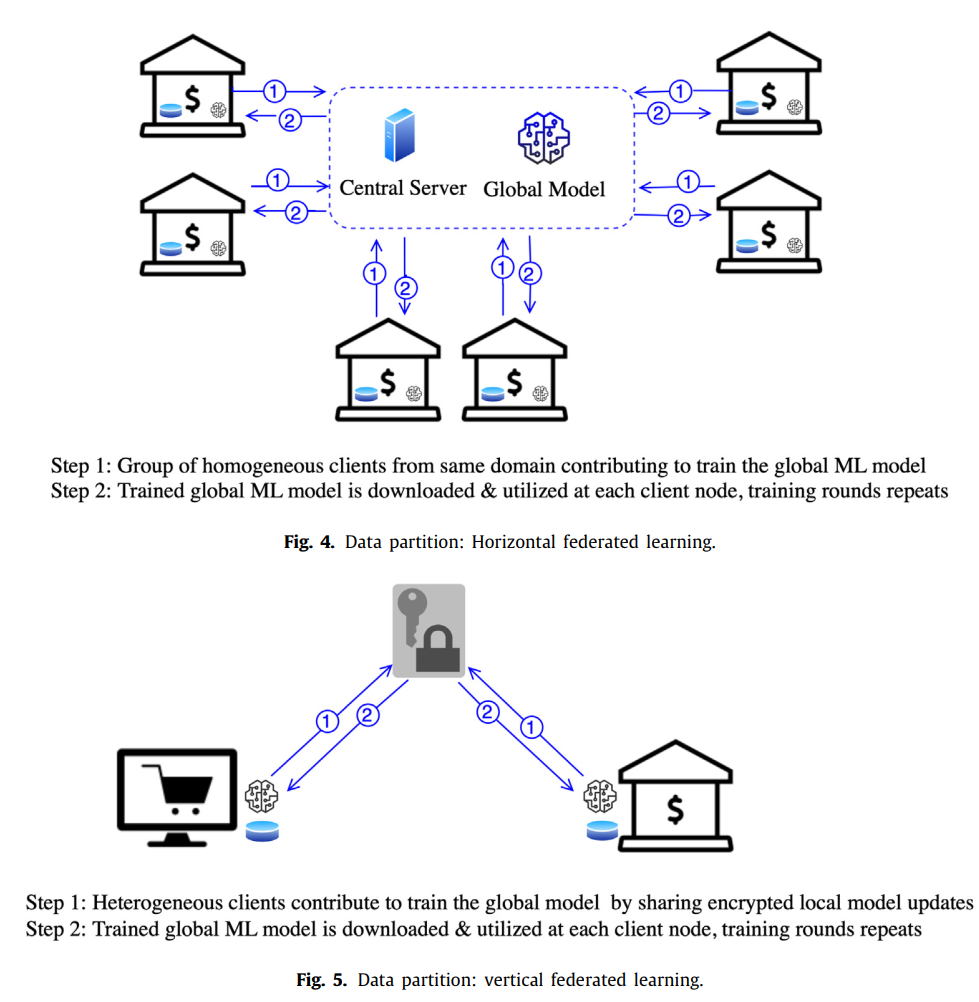 $
1
2
1
2
$
Central Server
Global Model
$
1
2
1
2
$
1
2
1
2
$
$
Step 1: Group of homogeneous clients from same domain contributing to train the global ML model
Step 2: Trained global ML model is downloaded & utilized at each client node, training rounds repeats
Fig. 4. Data partition: Horizontal federated learning.
1
2
2
1
$
Step 1: Heterogeneous clients contribute to train the global model by sharing encrypted local model updates
Step 2: Trained global ML model is downloaded & utilized at each client node, training rounds repeats
Fig. 5. Data partition: vertical federated learning.